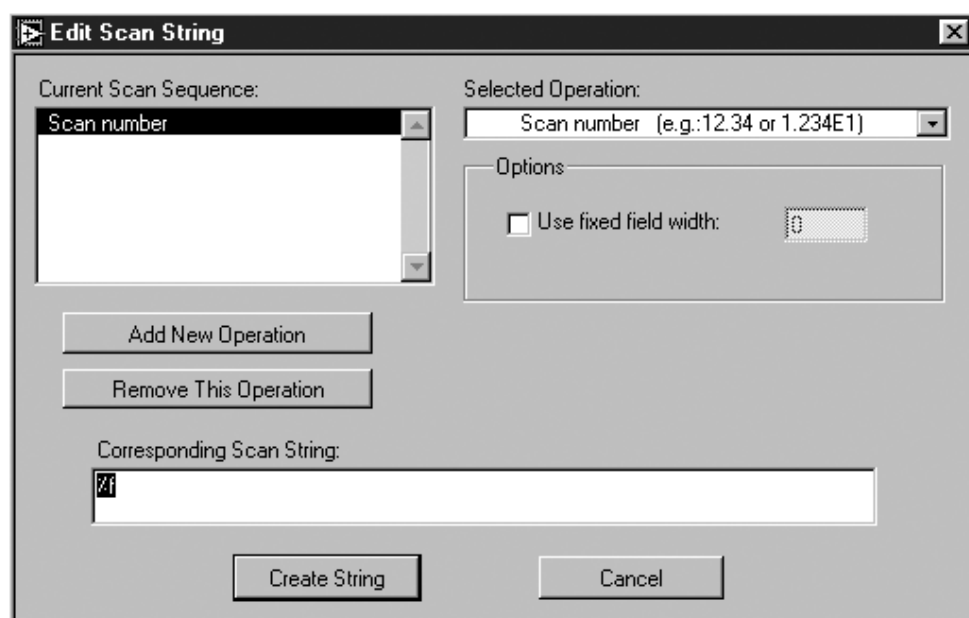 Edit Scan String
Current Scan Sequence:
Scan number
Selected Operation:
Scan number (e.g.:12.34 or 1.234E1)
Options
Use fixed field width:
0
Add New Operation
Remove This Operation
Corresponding Scan String:
%f
Create String
Cancel